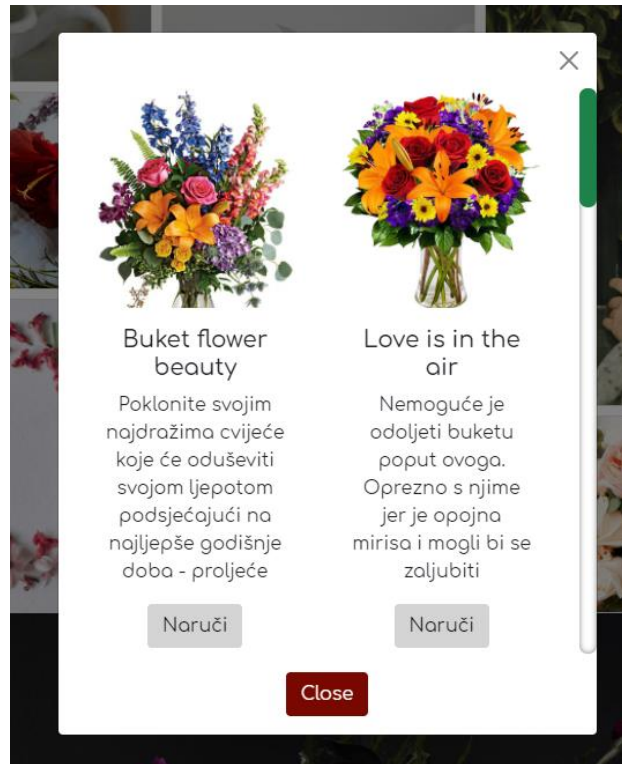 Buket flower
beauty
Poklonite svojim
najdražima cvijeće
koje će oduševiti
svojom ljepotom
podsjećajući na
najljepše godišnje
doba - proljeće
Naruči
Love is in the
air
Nemoguće je
odoljeti buketu
poput ovoga.
Oprezno s njime
jer je opojna
mirisa i mogli bi se
zaljubiti
Naruči
Close